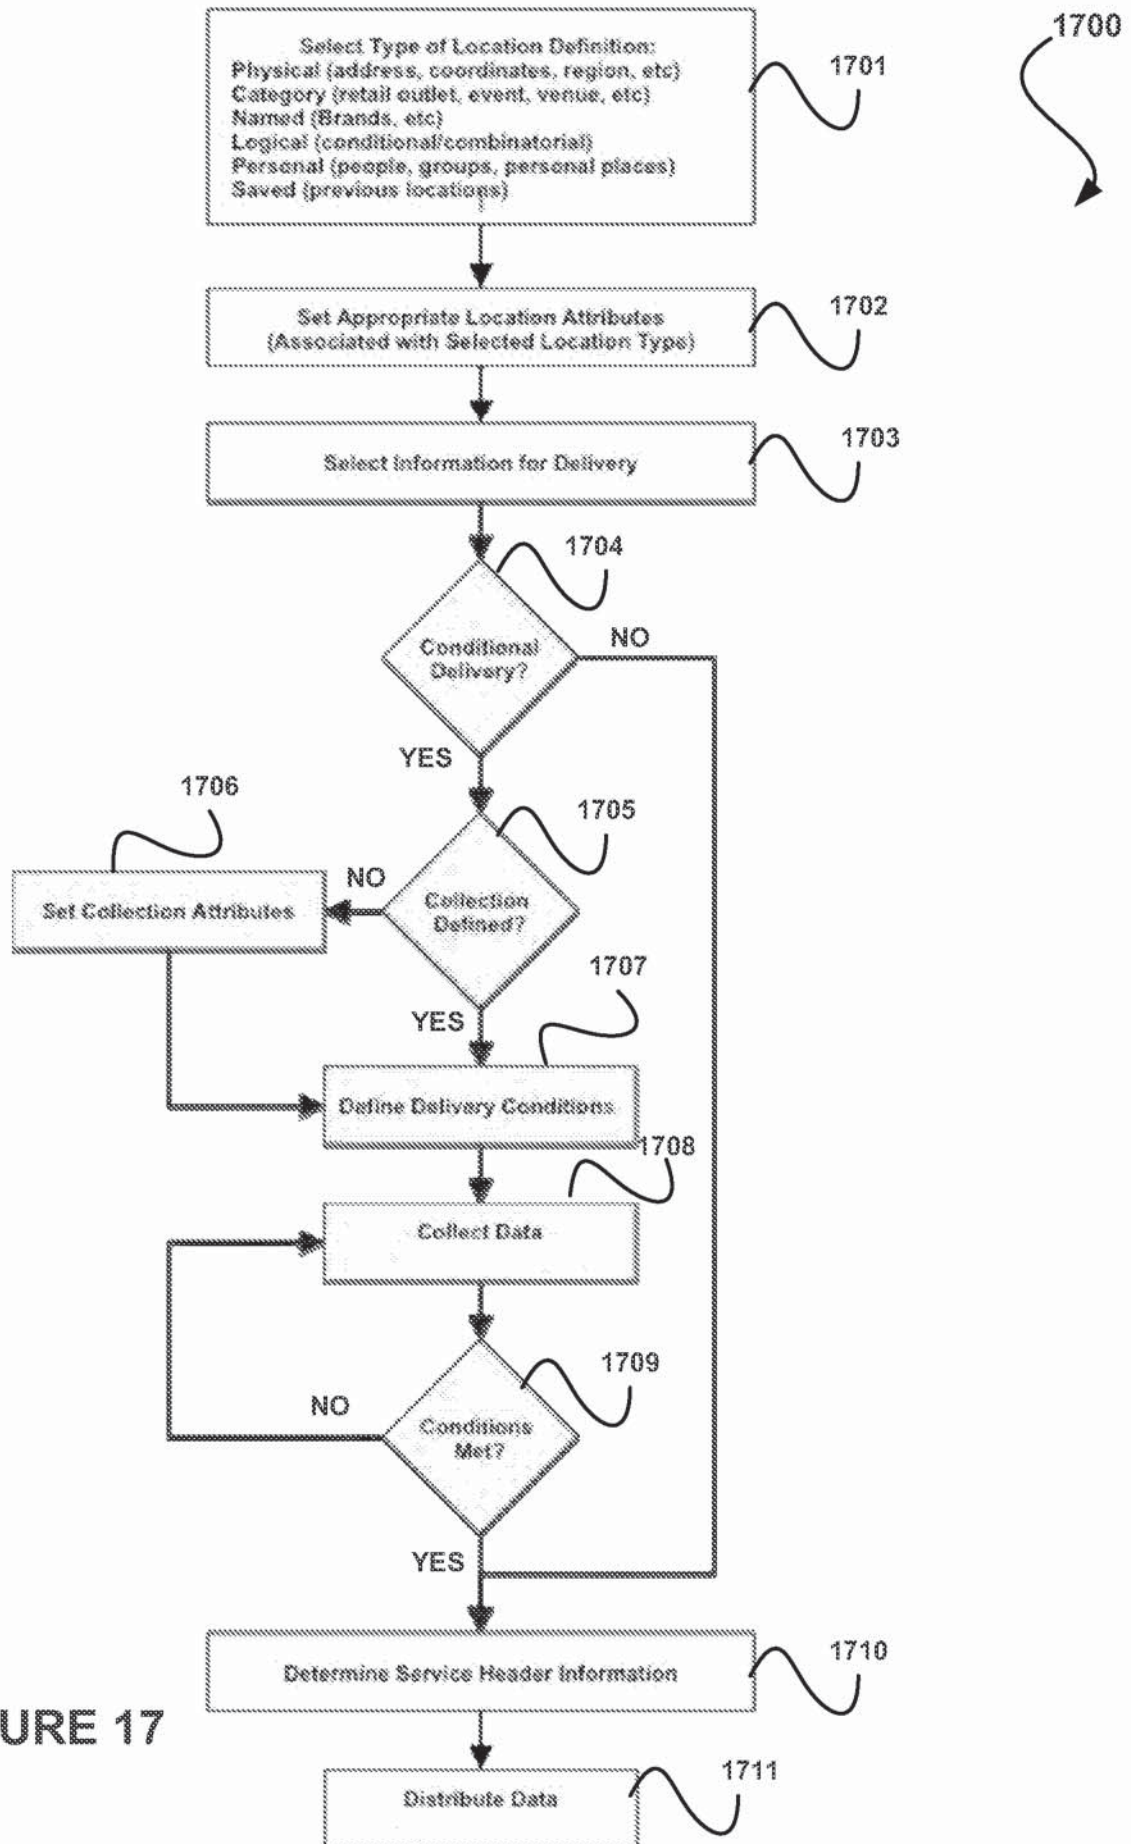 1700
Select Type of Location Definition:
Physical (address, coordinates, region, etc)
Category (retail outlet, event, venue, etc)
Named (Brands, etc)
Logical (conditional/combinatorial)
Personal (people, groups, personal places)
Saved (previous locations)
1701
Set Appropriate Location Attributes
(Associated with Selected Location Type)
1702
Select Information for Delivery
1703
1704
Conditional
Delivery?
NO
YES
1705
Collection
Defined?
NO
1706
Set Collection Attributes
YES
1707
Define Delivery Conditions
1708
Collect Data
1709
Conditions
Met?
NO
YES
Determine Service Header Information
1710
URE 17
Distribute Data
1711